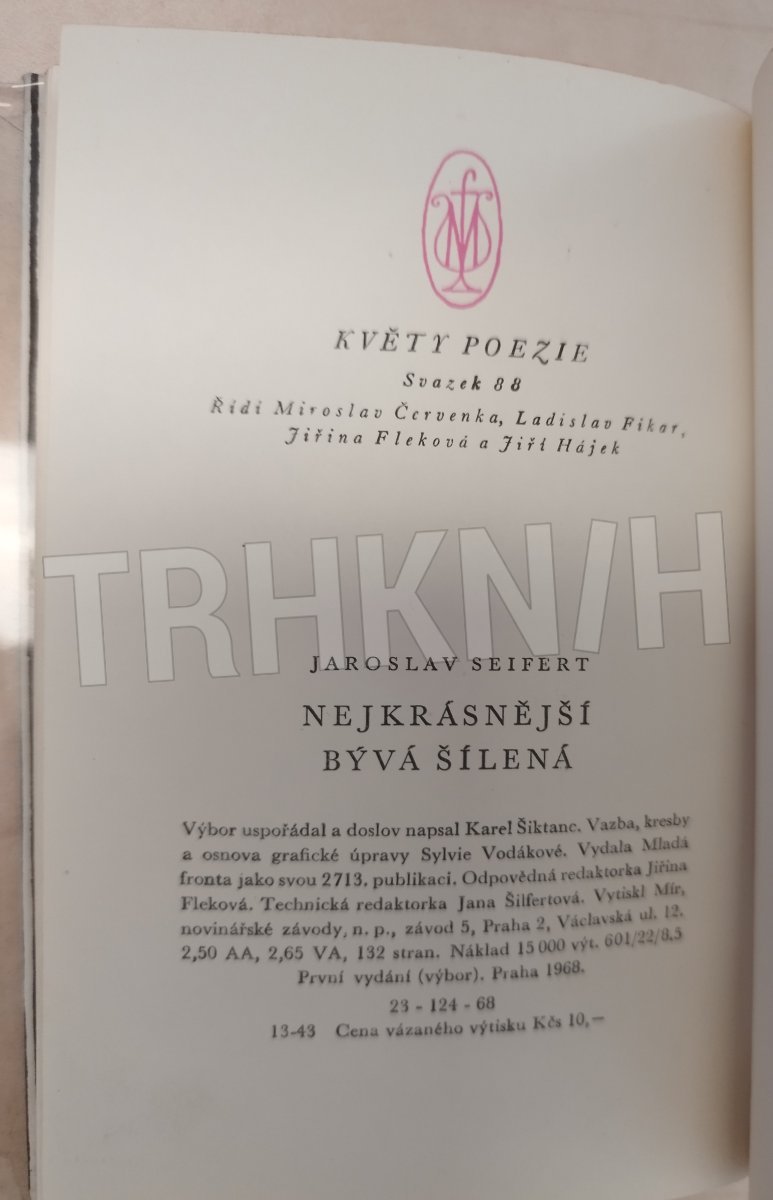 KVĚTY POEZIE
Svazek 88
Řídí Miroslav Červenka, Ladislav Fikar,
Jiřina Fleková a Jiří Hájek
TRHKNIH
JAROSLAV SEIFERT
NEJKRÁSNĚJŠÍ
BÝVÁ ŠÍLENÁ
Výbor uspořádal a doslov napsal Karel Šiktanc. Vazba, kresby
a osnova grafické úpravy Sylvie Vodákové. Vydala Mladá
fronta jako svou 2713. publikaci. Odpovědná redaktorka Jiřina
Fleková. Technická redaktorka Jana Šilfertová. Vytiskl Mír,
novinářské závody, n. p., závod 5, Praha 2, Václavská ul. 12.
2,50 AA, 2,65 VA, 132 stran. Náklad 15 000 výt. 601/22/8.5
První vydání (výbor). Praha 1968.
23 - 124 - 68
13-43 Cena vázaného výtisku Kčs 10,—